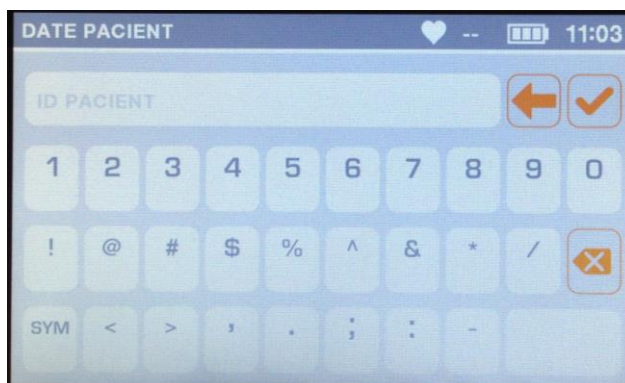 DATE PACIENT -- 11:03
ID PACIENT
1 2 3 4 5 6 7 8 9 0
! @ # $ % ^ & * /
SYM < > , . ; : -